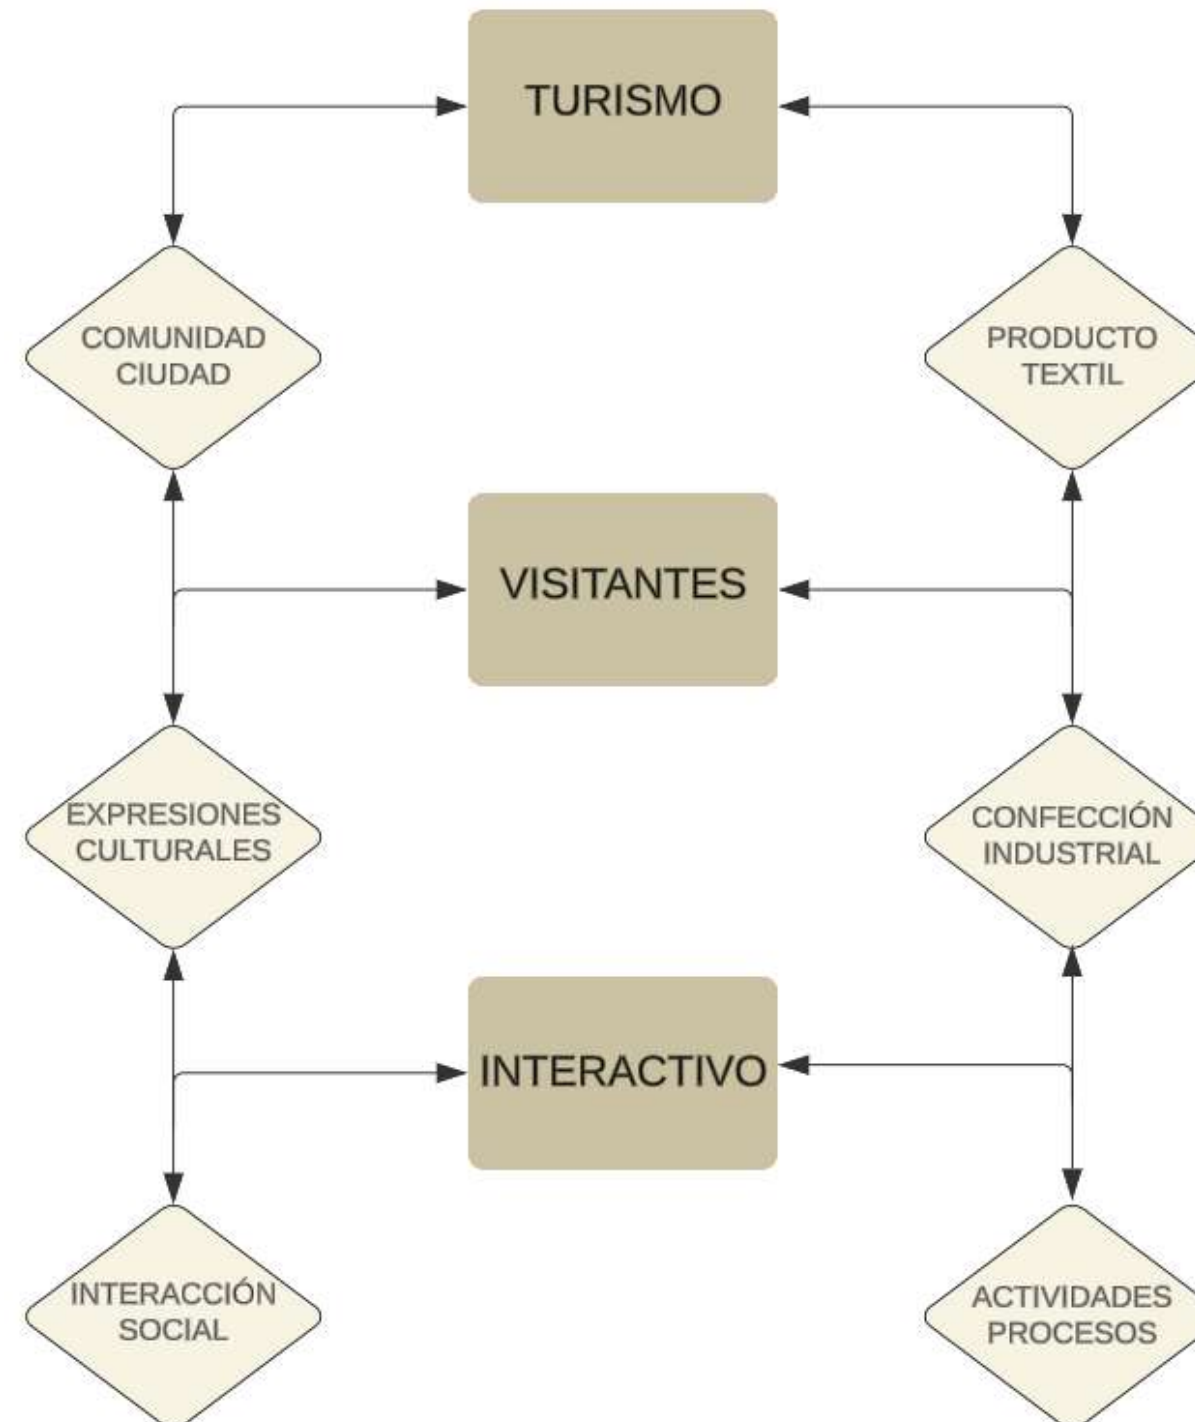 TURISMO
COMUNIDAD
CIUDAD
PRODUCTO
TEXTIL
VISITANTES
EXPRESIONES
CULTURALES
CONFECCIÓN
INDUSTRIAL
INTERACTIVO
INTERACCIÓN
SOCIAL
ACTIVIDADES
PROCESOS